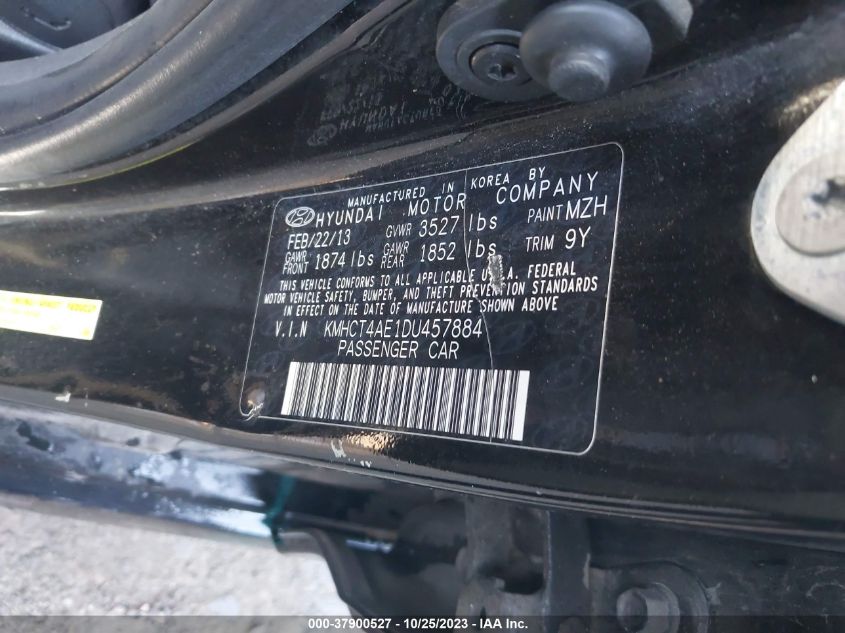 MANUFACTURED IN KOREA BY
HYUNDAI MOTOR COMPANY
FEB/22/13 GVWR 3527 lbs PAINT MZH
GAWR FRONT 1874 lbs GAWR REAR 1852 lbs TRIM 9Y
THIS VEHICLE CONFORMS TO ALL APPLICABLE U.S.A. FEDERAL
MOTOR VEHICLE SAFETY, BUMPER, AND THEFT PREVENTION STANDARDS
IN EFFECT ON THE DATE OF MANUFACTURE SHOWN ABOVE
V.I.N KMHCT4AE1DU457884
PASSENGER CAR
000-37900527 - 10/25/2023 - IAA Inc.